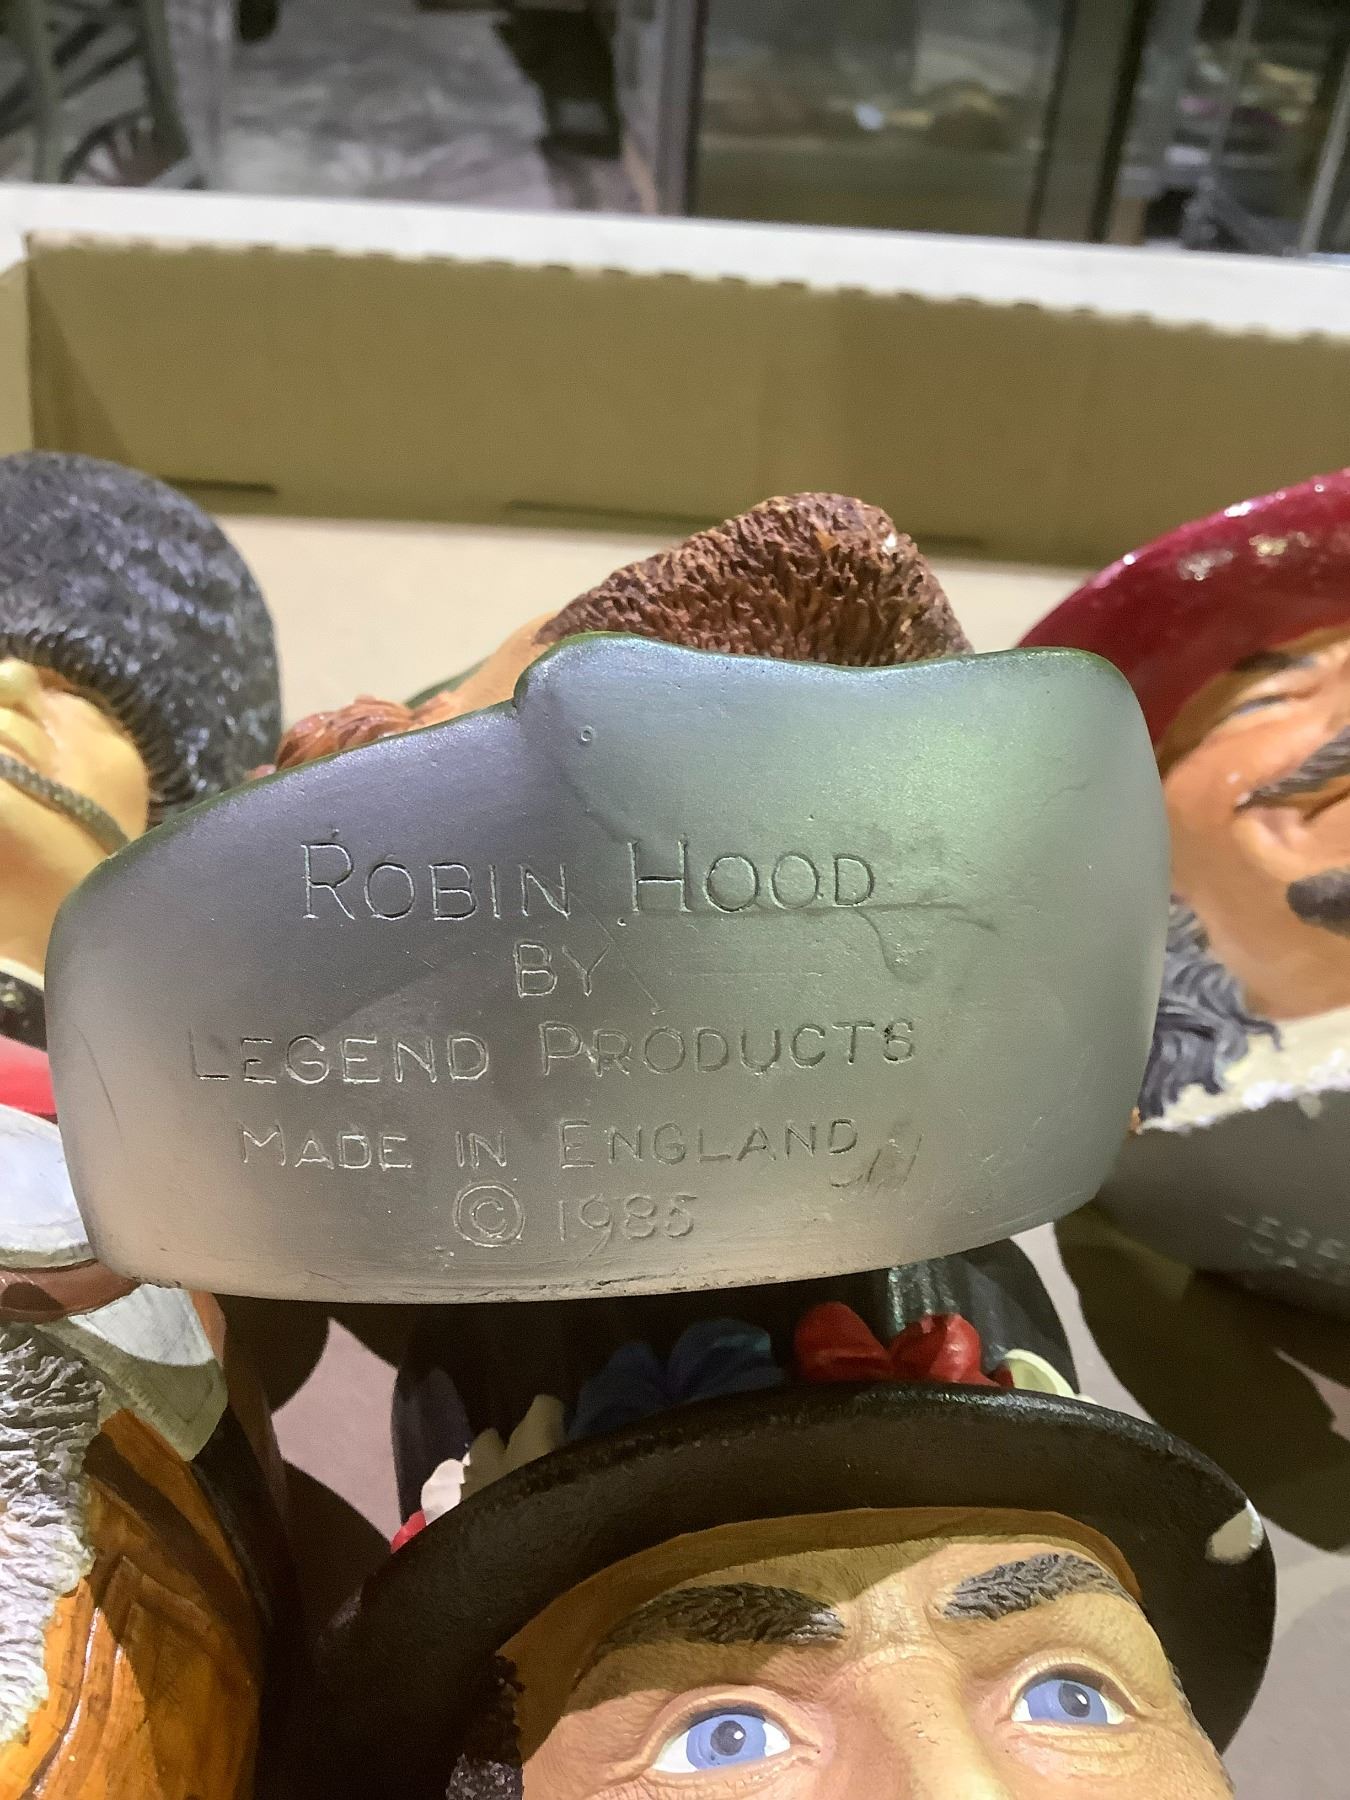 ROBIN HOOD
BY
LEGEND PRODUCTS
MADE IN ENGLAND
© 1985